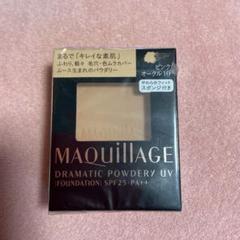 まるで「キレイな素肌」
ふわり、軽々 毛穴・色ムラカバー
ムース生まれのパウダリー
ピンク
オークル10
やわらかフィット
スポンジ付き
MAQUILLAGE
DRAMATIC POWDERY UV
(FOUNDATION) SPF25・PA++